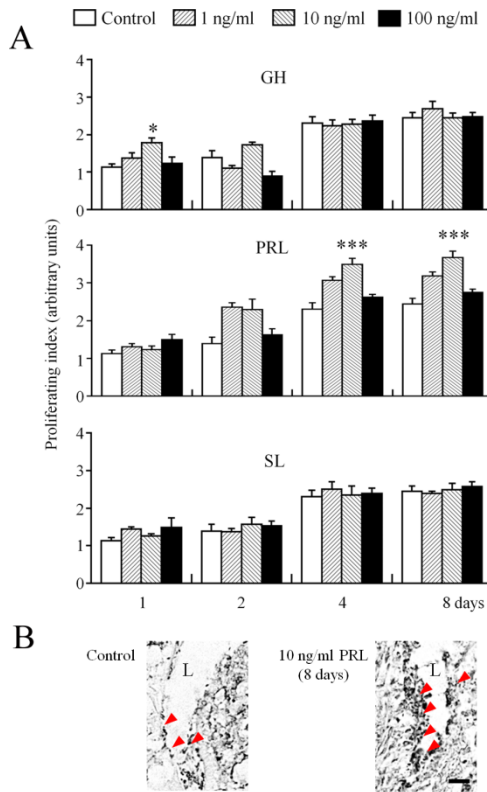 Control 1 ng/ml 10 ng/ml 100 ng/ml
A
GH
4
3
2
1
0
*
PRL
4
3
2
1
0
*** ***
SL
4
3
2
1
0
Proliferating index (arbitrary units)
1 2 4 8 days
B
Control
L
10 ng/ml PRL
(8 days)
L